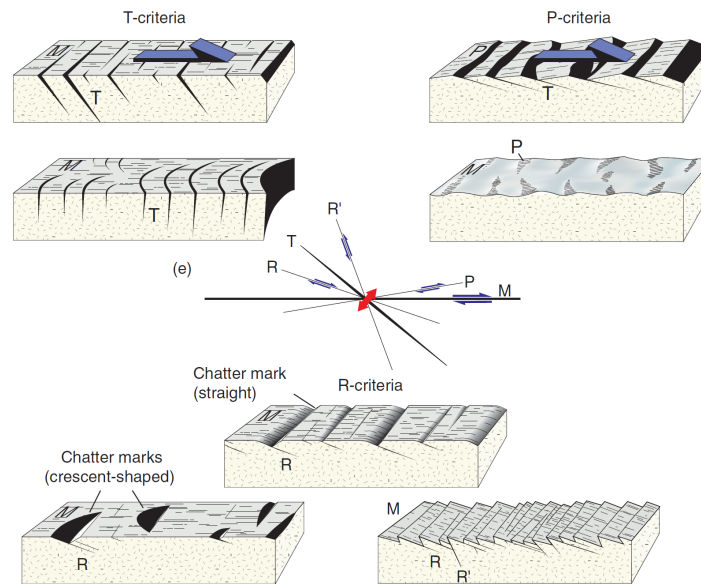 T-criteria
M
T
P-criteria
P
T
M
T
P
M
(e)
R'
T
R
P
M
R-criteria
Chatter mark
(straight)
M
R
Chatter marks
(crescent-shaped)
M
R
M
R
R'